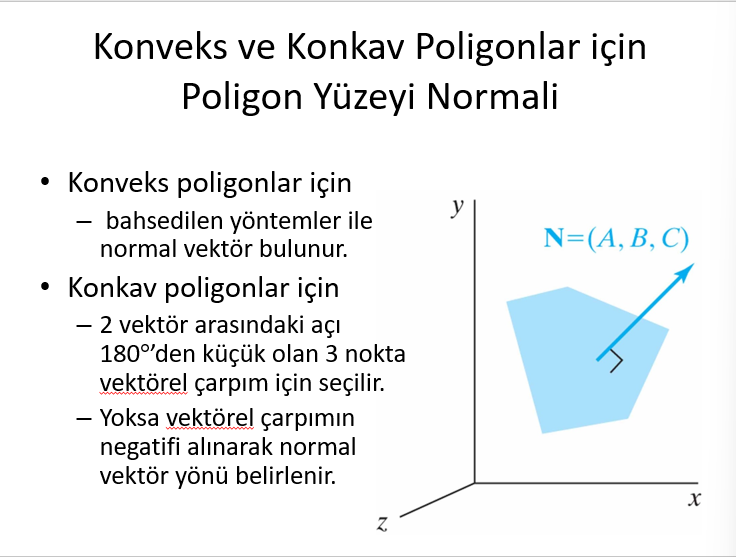 Konveks ve Konkav Poligonlar için
Poligon Yüzeyi Normali
• Konveks poligonlar için
– bahsedilen yöntemler ile
normal vektör bulunur.
• Konkav poligonlar için
– 2 vektör arasındaki açı
180°'den küçük olan 3 nokta
vektörel çarpım için seçilir.
– Yoksa vektörel çarpımın
negatifi alınarak normal
vektör yönü belirlenir.
y
N=(A, B, C)
x
z